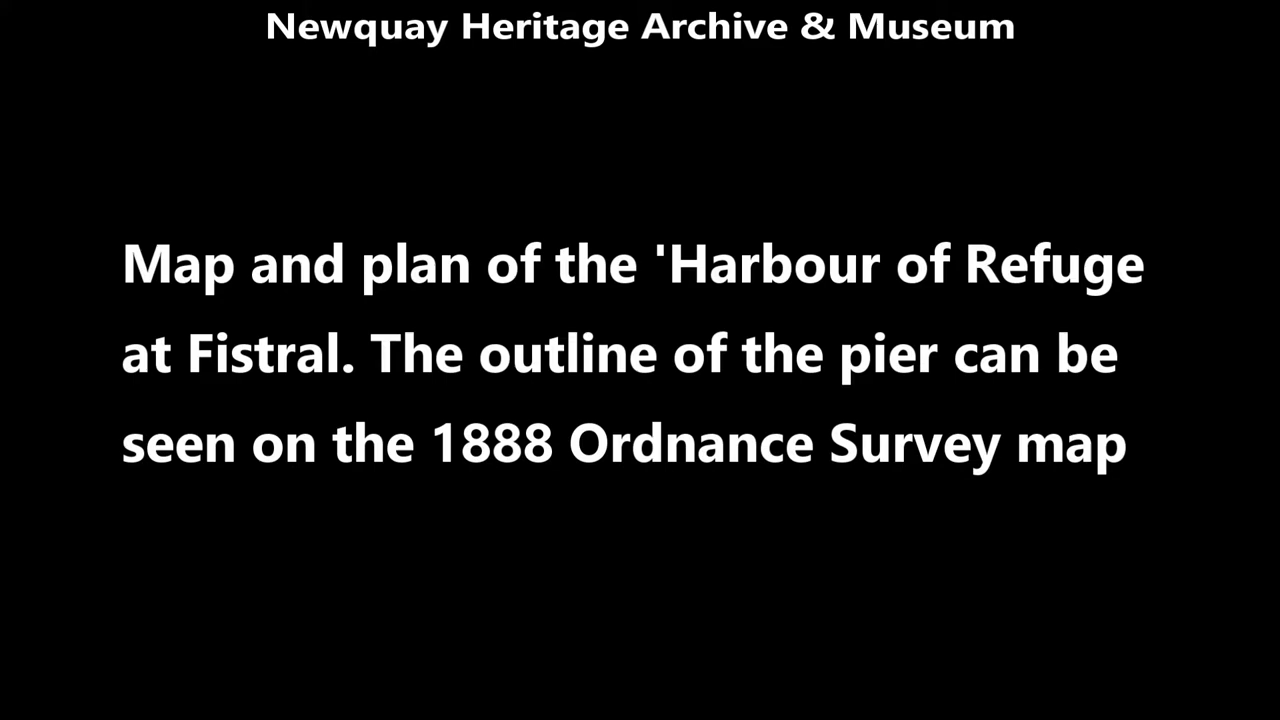 Newquay Heritage Archive & Museum
Map and plan of the 'Harbour of Refuge
at Fistral. The outline of the pier can be
seen on the 1888 Ordnance Survey map